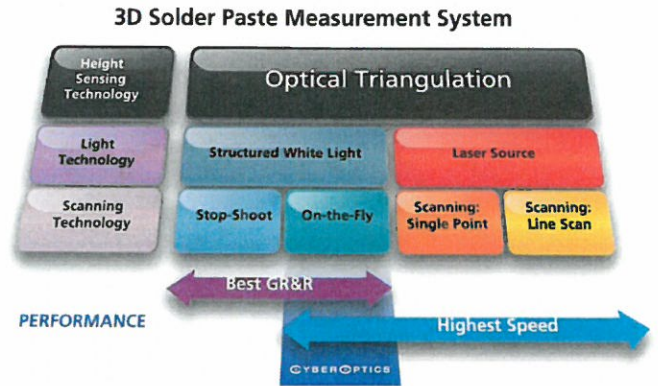 3D Solder Paste Measurement System
Height
Sensing
Technology
Optical Triangulation
Light
Technology
Structured White Light
Laser Source
Scanning
Technology
Stop-Shoot
On-the-Fly
Scanning:
Single Point
Scanning:
Line Scan
Best GR&R
PERFORMANCE
Highest Speed
CYBEROPTICS